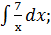 ∫ 7/x dx;